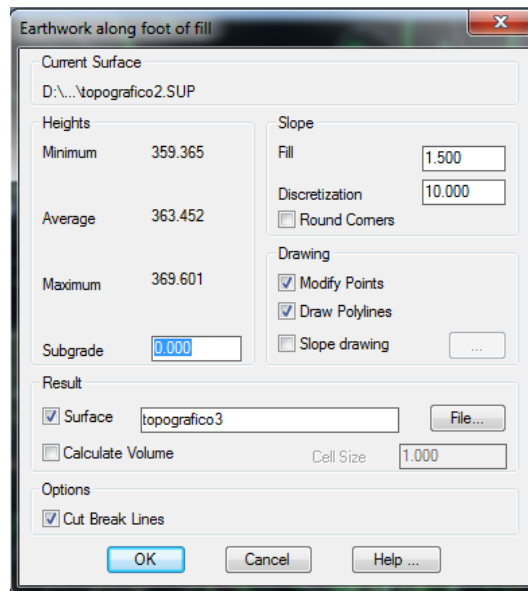 Earthwork along foot of fill
Current Surface
D:\...\topografico2.SUP
Heights
Minimum 359.365
Average 363.452
Maximum 369.601
Subgrade 0.000
Slope
Fill 1.500
Discretization 10.000
Round Corners
Drawing
Modify Points
Draw Polylines
Slope drawing ...
Result
Surface topografico3 File...
Calculate Volume Cell Size 1.000
Options
Cut Break Lines
OK Cancel Help ...